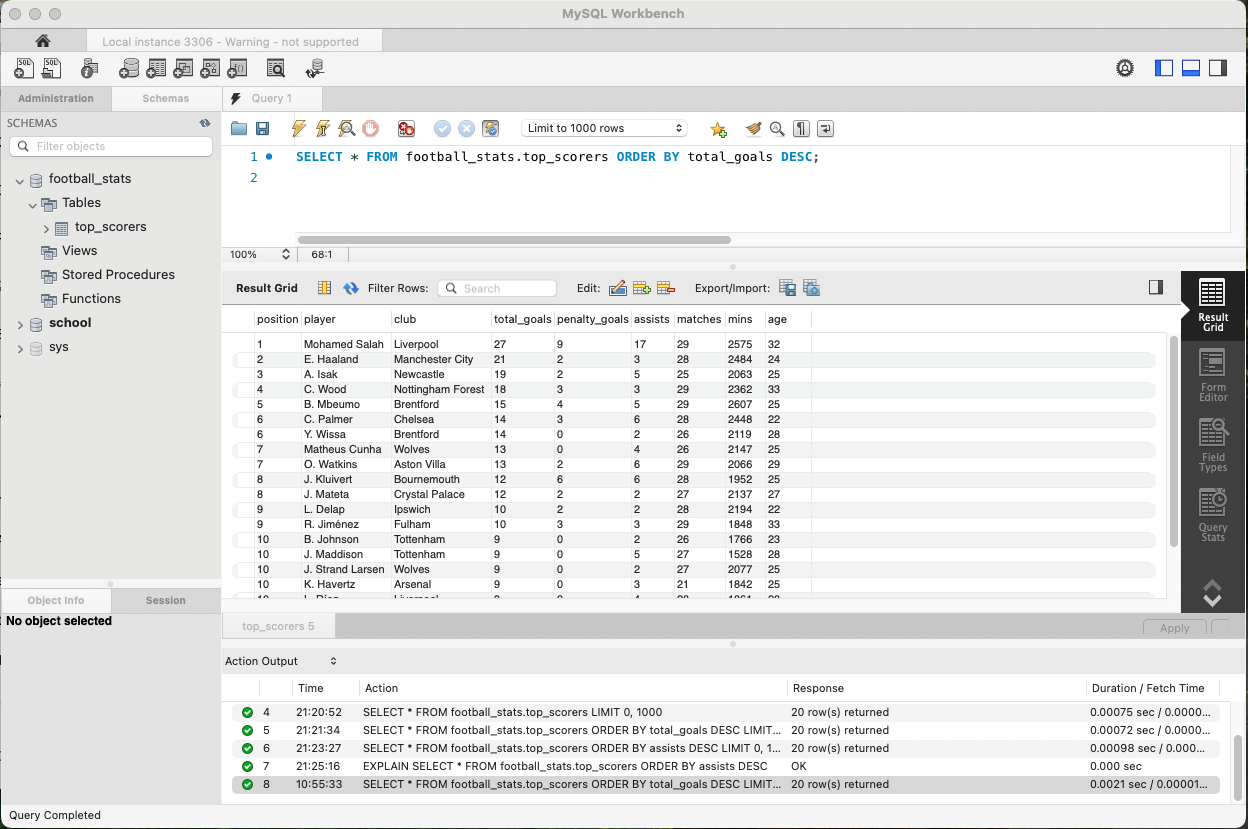 MySQL Workbench
Local instance 3306 - Warning - not supported
Administration Schemas Query 1
SCHEMAS
Filter objects
Limit to 1000 rows
1 SELECT * FROM football_stats.top_scorers ORDER BY total_goals DESC;
2
football_stats
Tables
top_scorers
Views
Stored Procedures
Functions
school
sys
100% 68:1
Result Grid Filter Rows: Search Edit: Export/Import:
position player club total_goals penalty_goals assists matches mins age
1 Mohamed Salah Liverpool 27 9 17 29 2575 32
2 E. Haaland Manchester City 21 2 3 28 2484 24
3 A. Isak Newcastle 19 2 5 25 2063 25
4 C. Wood Nottingham Forest 18 3 3 29 2362 33
5 B. Mbeumo Brentford 15 4 5 29 2607 25
6 C. Palmer Chelsea 14 3 6 28 2448 22
6 Y. Wissa Brentford 14 0 2 26 2119 28
7 Matheus Cunha Wolves 13 0 4 26 2147 25
7 O. Watkins Aston Villa 13 2 6 29 2066 29
8 J. Kluivert Bournemouth 12 6 6 28 1952 25
8 J. Mateta Crystal Palace 12 2 2 27 2137 27
9 L. Delap Ipswich 10 2 2 28 2194 22
9 R. Jiménez Fulham 10 3 3 29 1848 33
10 B. Johnson Tottenham 9 0 2 26 1766 23
10 J. Maddison Tottenham 9 0 5 27 1528 28
10 J. Strand Larsen Wolves 9 0 2 27 2077 25
10 K. Havertz Arsenal 9 0 3 21 1842 25
Result Grid
Form Editor
Field Types
Query Stats
Object Info Session
No object selected
top_scorers 5 Apply
Action Output
Time Action Response Duration / Fetch Time
4 21:20:52 SELECT * FROM football_stats.top_scorers LIMIT 0, 1000 20 row(s) returned 0.00075 sec / 0.0000...
5 21:21:34 SELECT * FROM football_stats.top_scorers ORDER BY total_goals DESC LIMIT... 20 row(s) returned 0.00072 sec / 0.0000...
6 21:23:27 SELECT * FROM football_stats.top_scorers ORDER BY assists DESC LIMIT 0, 1... 20 row(s) returned 0.00098 sec / 0.000...
7 21:25:16 EXPLAIN SELECT * FROM football_stats.top_scorers ORDER BY assists DESC OK 0.000 sec
8 10:55:33 SELECT * FROM football_stats.top_scorers ORDER BY total_goals DESC LIMIT... 20 row(s) returned 0.0021 sec / 0.00001...
Query Completed